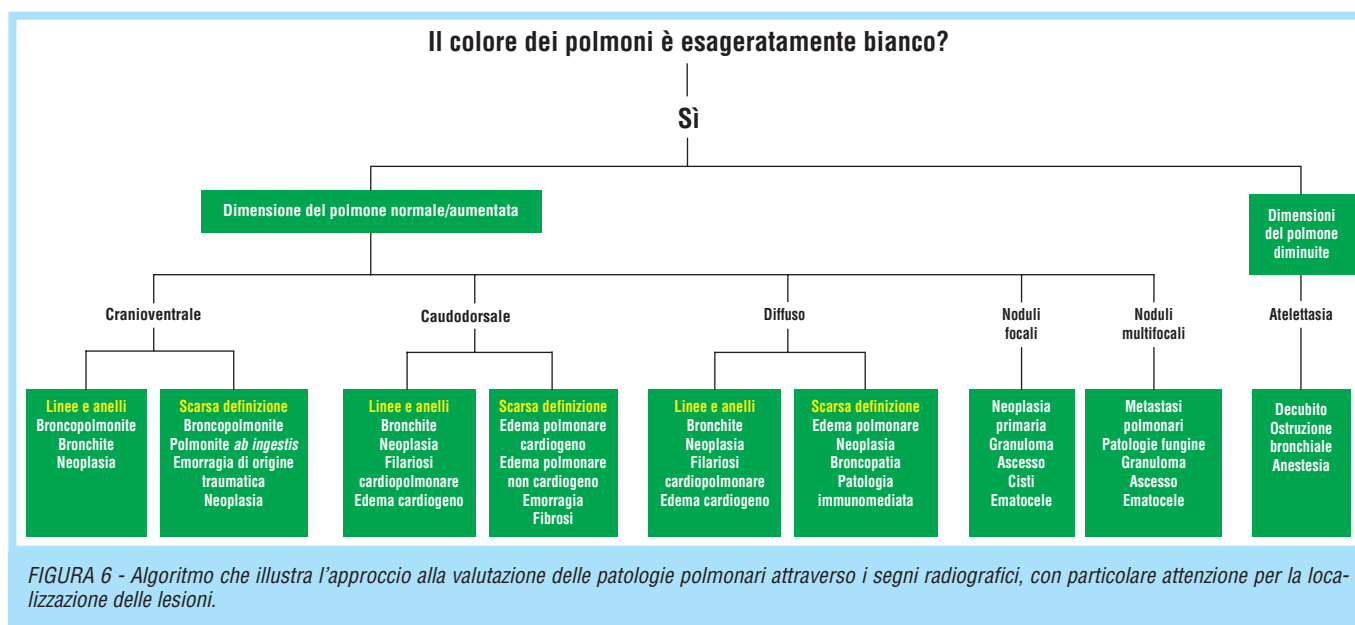 Il colore dei polmoni è esageratamente bianco?
Sì
Dimensione del polmone normale/aumentata
Dimensioni
del polmone
diminuite
Cranioventrale
Caudodorsale
Diffuso
Noduli
focali
Noduli
multifocali
Atelettasia
Linee e anelli
Broncopolmonite
Bronchite
Neoplasia
Scarsa definizione
Broncopolmonite
Polmonite ab ingestis
Emorragia di origine
traumatica
Neoplasia
Linee e anelli
Bronchite
Neoplasia
Filariosi
cardiopolmonare
Edema cardiogeno
Scarsa definizione
Edema polmonare
cardiogeno
Edema polmonare
non cardiogeno
Emorragia
Fibrosi
Linee e anelli
Bronchite
Neoplasia
Filariosi
cardiopolmonare
Edema cardiogeno
Scarsa definizione
Edema polmonare
Neoplasia
Broncopatia
Patologia
immunomediata
Neoplasia
primaria
Granuloma
Ascesso
Cisti
Ematocele
Metastasi
polmonari
Patologie fungine
Granuloma
Ascesso
Ematocele
Decubito
Ostruzione
bronchiale
Anestesia
FIGURA 6 - Algoritmo che illustra l'approccio alla valutazione delle patologie polmonari attraverso i segni radiografici, con particolare attenzione per la loca-
lizzazione delle lesioni.